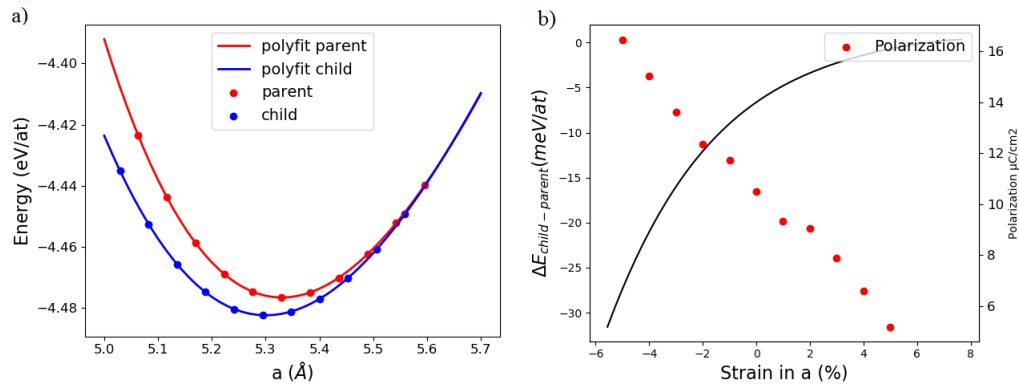 a)
polyfit parent
polyfit child
parent
child
Energy (eV/at)
−4.40
−4.42
−4.44
−4.46
−4.48
5.0 5.1 5.2 5.3 5.4 5.5 5.6 5.7
a (Å)
b)
Polarization
ΔE_{child−parent}(meV/at)
0
−5
−10
−15
−20
−25
−30
16
14
12
10
8
6
Polarization μC/cm2
−6 −4 −2 0 2 4 6 8
Strain in a (%)